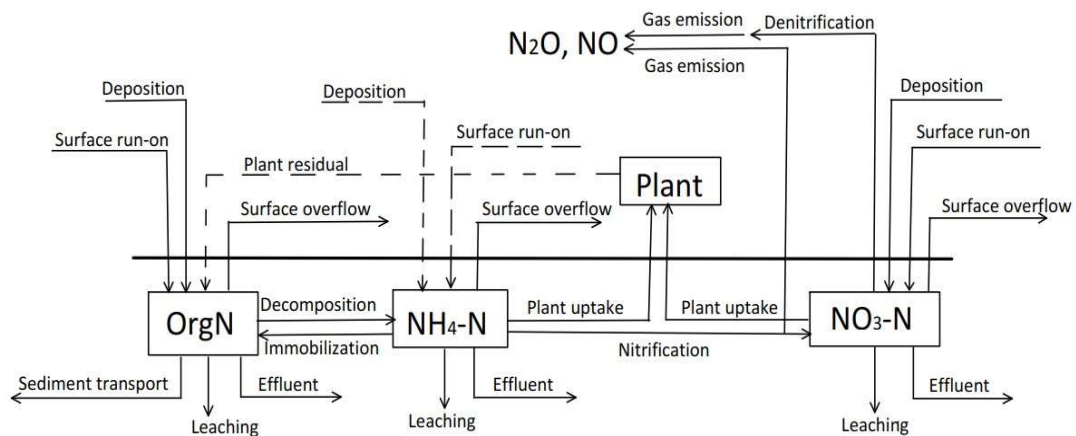 Gas emission
Denitrification
N₂O, NO
Gas emission
Deposition
Deposition
Deposition
Surface run-on
Surface run-on
Surface run-on
Plant residual
Plant
Surface overflow
Surface overflow
Surface overflow
OrgN
Decomposition
Immobilization
NH₄-N
Plant uptake
Plant uptake
Nitrification
NO₃-N
Sediment transport
Effluent
Effluent
Effluent
Leaching
Leaching
Leaching